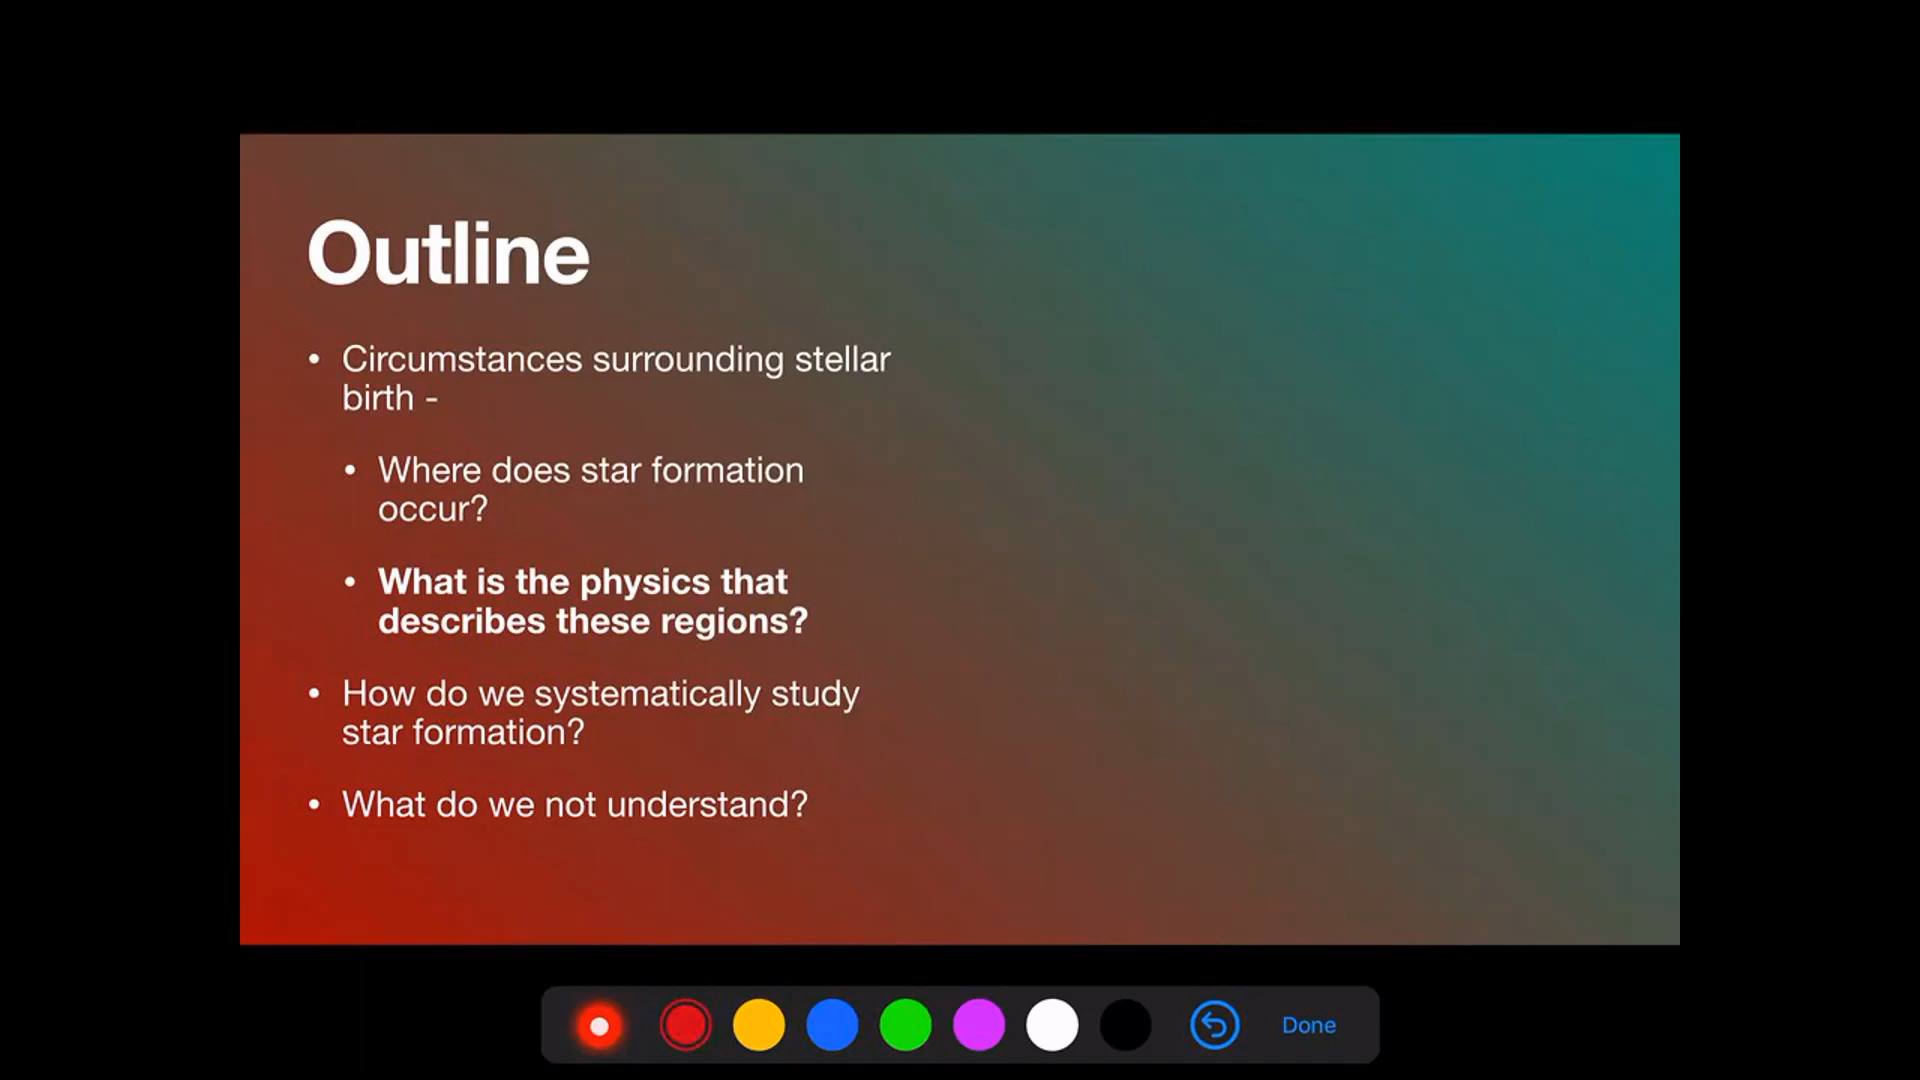 Outline
• Circumstances surrounding stellar
birth -
• Where does star formation
occur?
• What is the physics that
describes these regions?
• How do we systematically study
star formation?
• What do we not understand?
Done